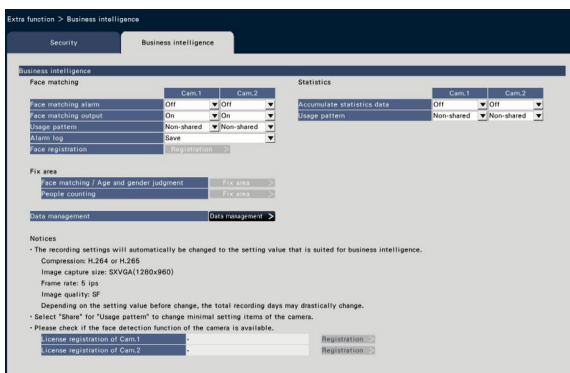 Extra function > Business intelligence
Security Business intelligence
Business intelligence
Face matching Statistics
Cam.1 Cam.2 Cam.1 Cam.2
Face matching alarm Off Off Accumulate statistics data Off Off
Face matching output On On Usage pattern Non-shared Non-shared
Usage pattern Non-shared Non-shared
Alarm log Save
Face registration Registration >
Fix area
Face matching / Age and gender judgment Fix area >
People counting Fix area >
Data management Data management >
Notices
・The recording settings will automatically be changed to the setting value that is suited for business intelligence.
Compression: H.264 or H.265
Image capture size: SXVGA(1280x960)
Frame rate: 5 ips
Image quality: SF
Depending on the setting value before change, the total recording days may drastically change.
・Select "Share" for "Usage pattern" to change minimal setting items of the camera.
・Please check if the face detection function of the camera is available.
License registration of Cam.1 - Registration >
License registration of Cam.2 - Registration >